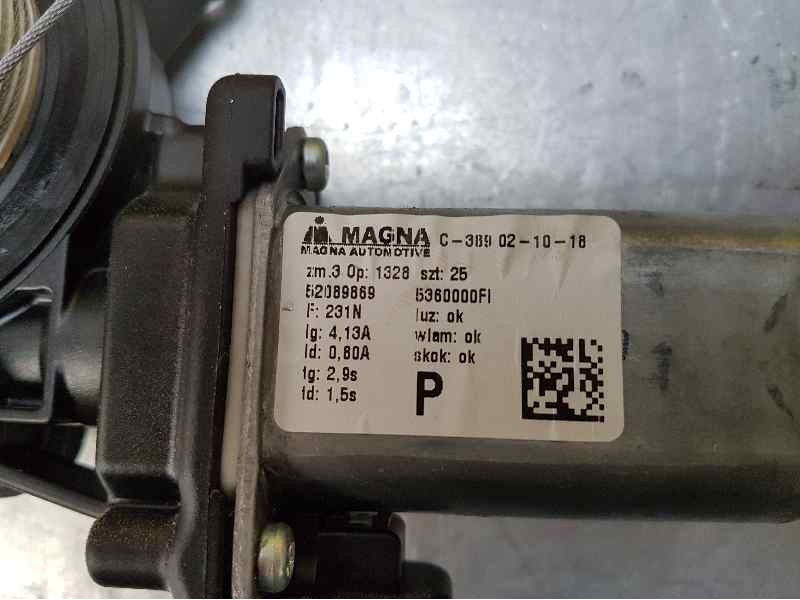 MAGNA C-389 02-10-18
MAGNA AUTOMOTIVE
zm.3 Op: 1328 szt: 25
52089869 5360000FI
F: 231N luz: ok
Ig: 4,13A wlam: ok
Id: 0,80A skok: ok
tg: 2,9s
td: 1,5s
P